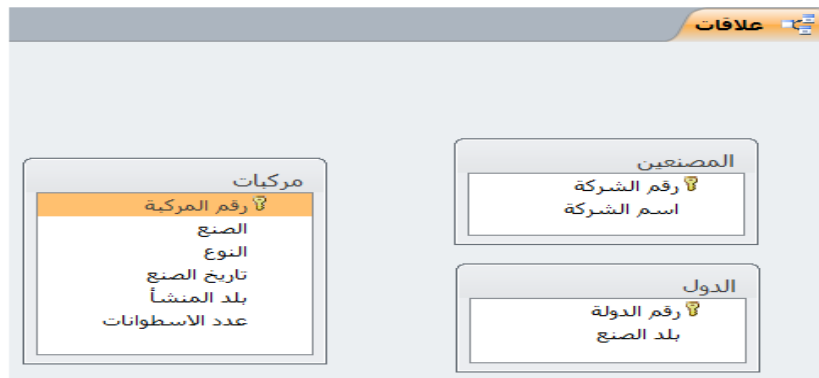 علاقات
المصنعين
رقم الشركة
اسم الشركة
الدول
رقم الدولة
بلد الصنع
مركبات
رقم المركبة
الصنع
النوع
تاريخ الصنع
بلد المنشأ
عدد الاسطوانات